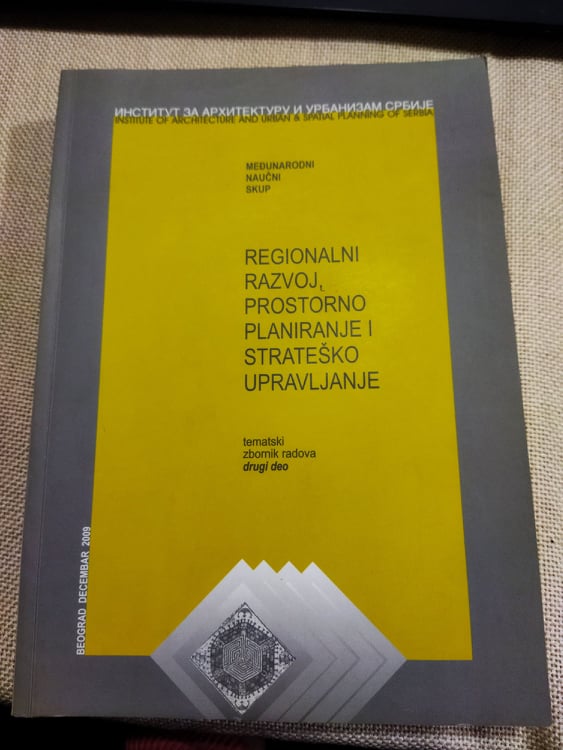 ИНСТИТУТ ЗА АРХИТЕКТУРУ И УРБАНИЗАМ СРБИЈЕ
INSTITUTE OF ARCHITECTURE AND URBAN & SPATIAL PLANNING OF SERBIA
MEĐUNARODNI
NAUČNI
SKUP
REGIONALNI
RAZVOJ,
PROSTORNO
PLANIRANJE I
STRATEŠKO
UPRAVLJANJE
tematski
zbornik radova
drugi deo
BEOGRAD DECEMBAR 2009